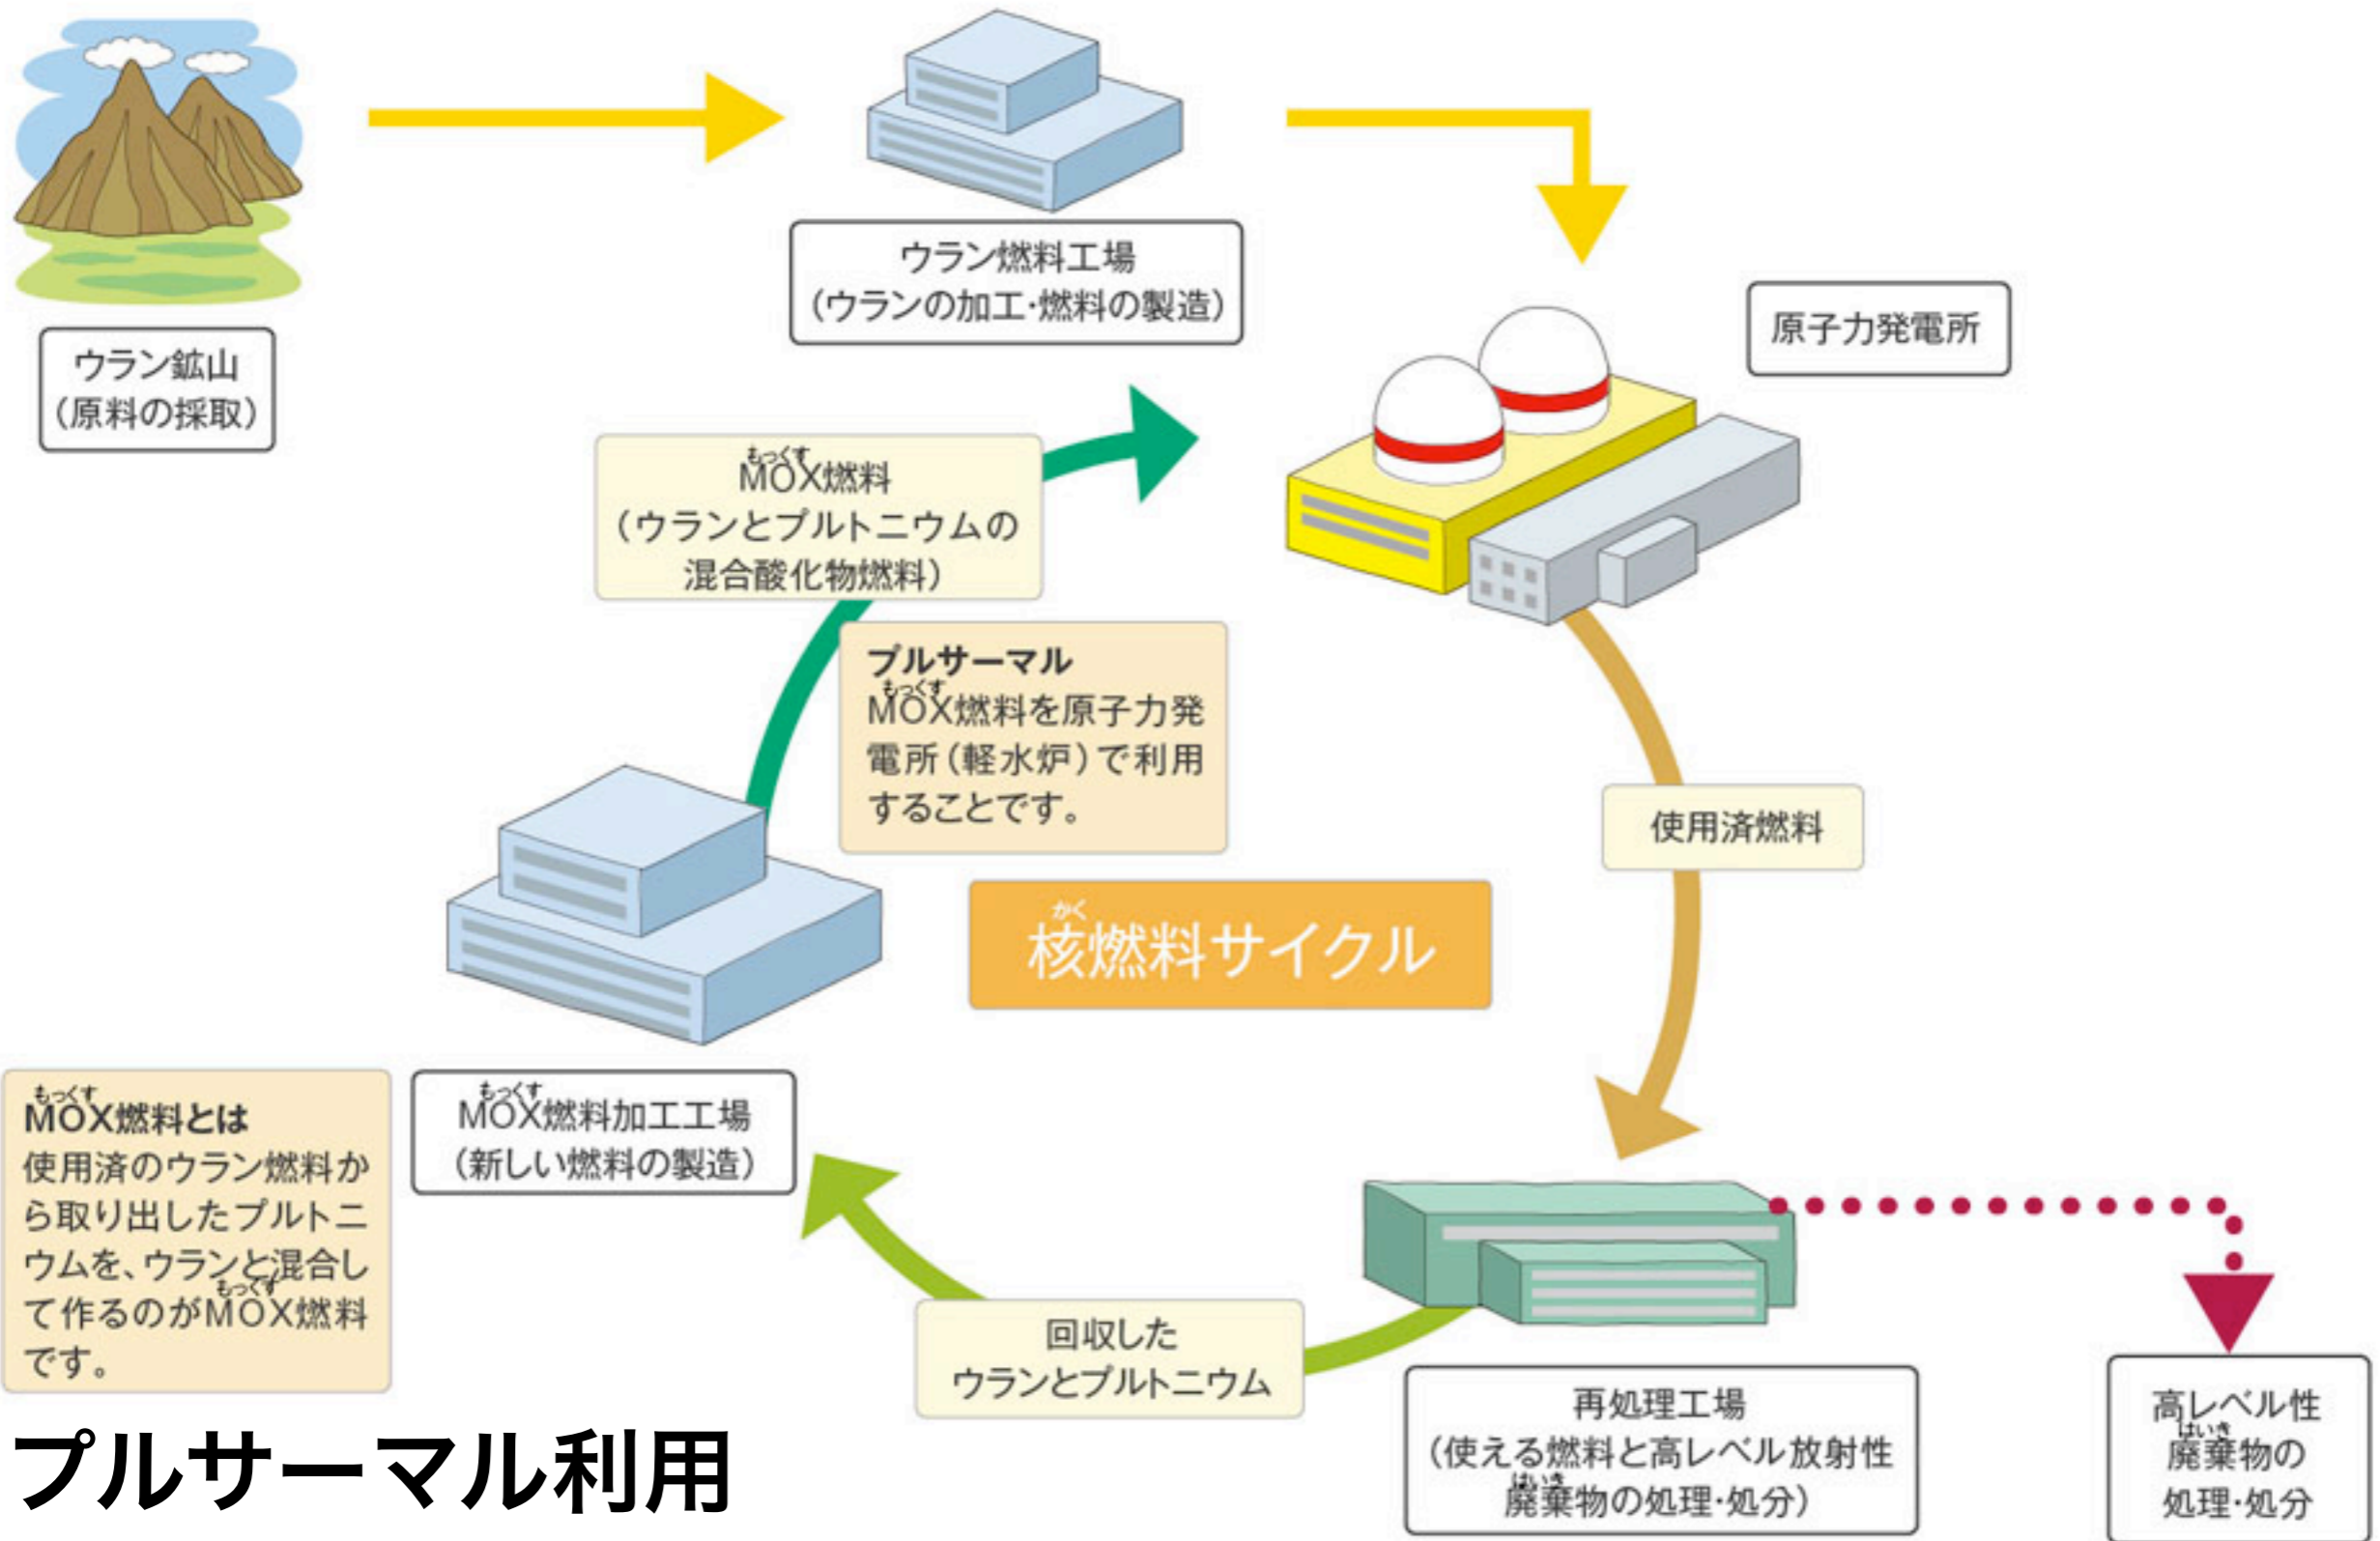 ウラン鉱山
（原料の採取）
ウラン燃料工場
（ウランの加工・燃料の製造）
原子力発電所
もっくす
MOX燃料
（ウランとプルトニウムの
混合酸化物燃料）
プルサーマル
もっくす
MOX燃料を原子力発
電所（軽水炉）で利用
することです。
使用済燃料
かく
核燃料サイクル
もっくす
MOX燃料とは
使用済のウラン燃料か
ら取り出したプルトニ
ウムを、ウランと混合し
もっくす
て作るのがMOX燃料
です。
もっくす
MOX燃料加工工場
（新しい燃料の製造）
回収した
ウランとプルトニウム
再処理工場
（使える燃料と高レベル放射性
はいき
廃棄物の処理・処分）
高レベル性
はいき
廃棄物の
処理・処分
プルサーマル利用